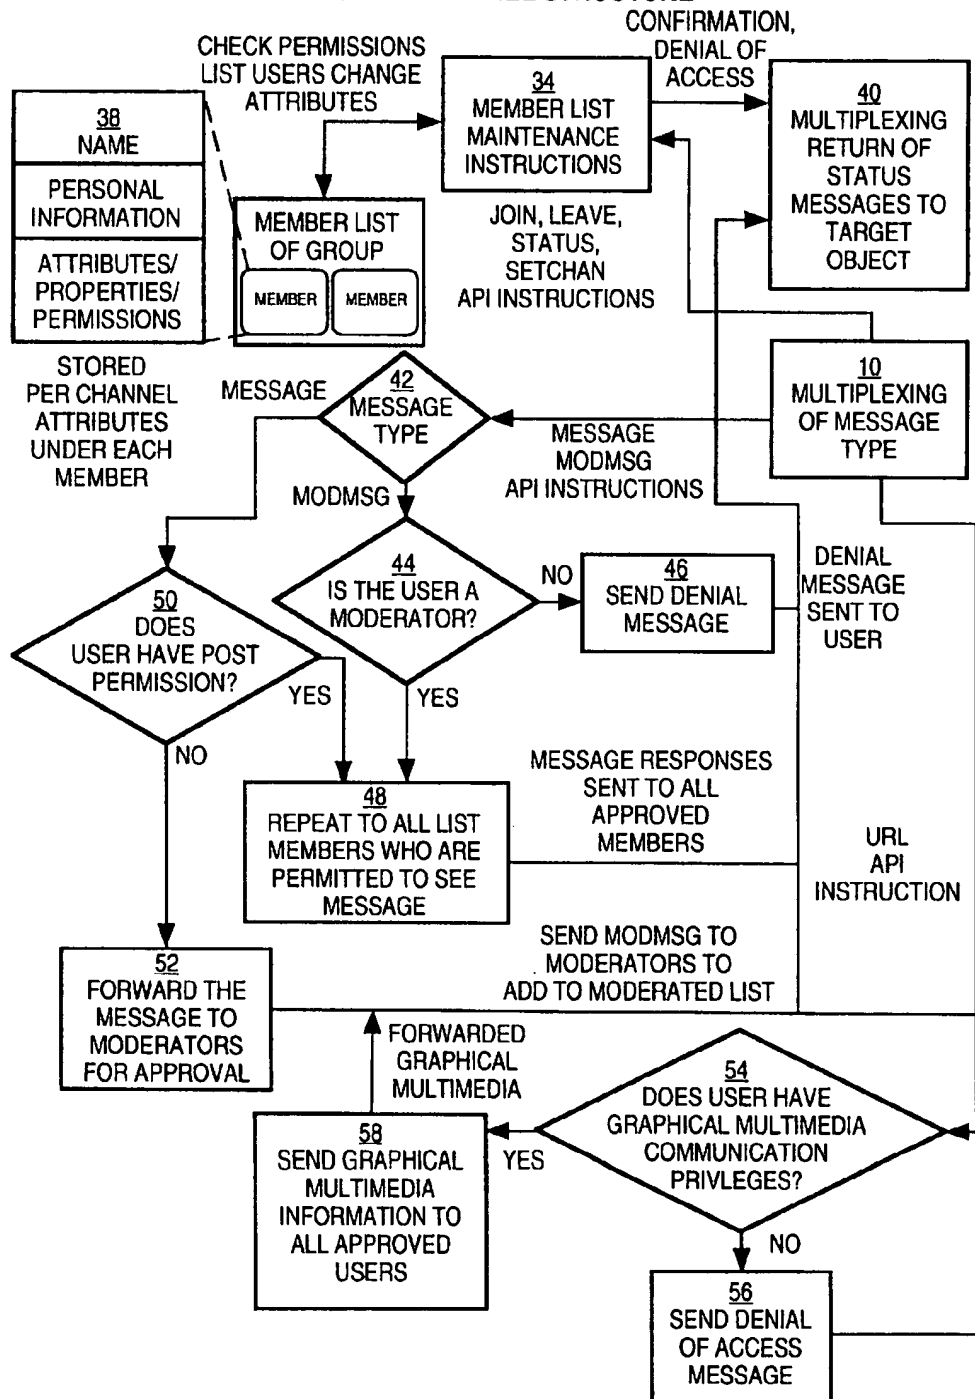 CONFIRMATION,
DENIAL OF
ACCESS
CHECK PERMISSIONS
LIST USERS CHANGE
ATTRIBUTES
38
NAME
PERSONAL
INFORMATION
ATTRIBUTES/
PROPERTIES/
PERMISSIONS
STORED
PER CHANNEL
ATTRIBUTES
UNDER EACH
MEMBER
MEMBER LIST
OF GROUP
MEMBER
MEMBER
34
MEMBER LIST
MAINTENANCE
INSTRUCTIONS
JOIN, LEAVE,
STATUS,
SETCHAN
API INSTRUCTIONS
40
MULTIPLEXING
RETURN OF
STATUS
MESSAGES TO
TARGET
OBJECT
10
MULTIPLEXING
OF MESSAGE
TYPE
MESSAGE
42
MESSAGE
TYPE
MESSAGE
MODMSG
API INSTRUCTIONS
MODMSG
44
IS THE USER A
MODERATOR?
NO
46
SEND DENIAL
MESSAGE
DENIAL
MESSAGE
SENT TO
USER
50
DOES
USER HAVE POST
PERMISSION?
YES
YES
NO
48
REPEAT TO ALL LIST
MEMBERS WHO ARE
PERMITTED TO SEE
MESSAGE
MESSAGE RESPONSES
SENT TO ALL
APPROVED
MEMBERS
URL
API
INSTRUCTION
52
FORWARD THE
MESSAGE TO
MODERATORS
FOR APPROVAL
SEND MODMSG TO
MODERATORS TO
ADD TO MODERATED LIST
FORWARDED
GRAPHICAL
MULTIMEDIA
54
DOES USER HAVE
GRAPHICAL MULTIMEDIA
COMMUNICATION
PRIVLEGES?
YES
58
SEND GRAPHICAL
MULTIMEDIA
INFORMATION TO
ALL APPROVED
USERS
NO
56
SEND DENIAL
OF ACCESS
MESSAGE